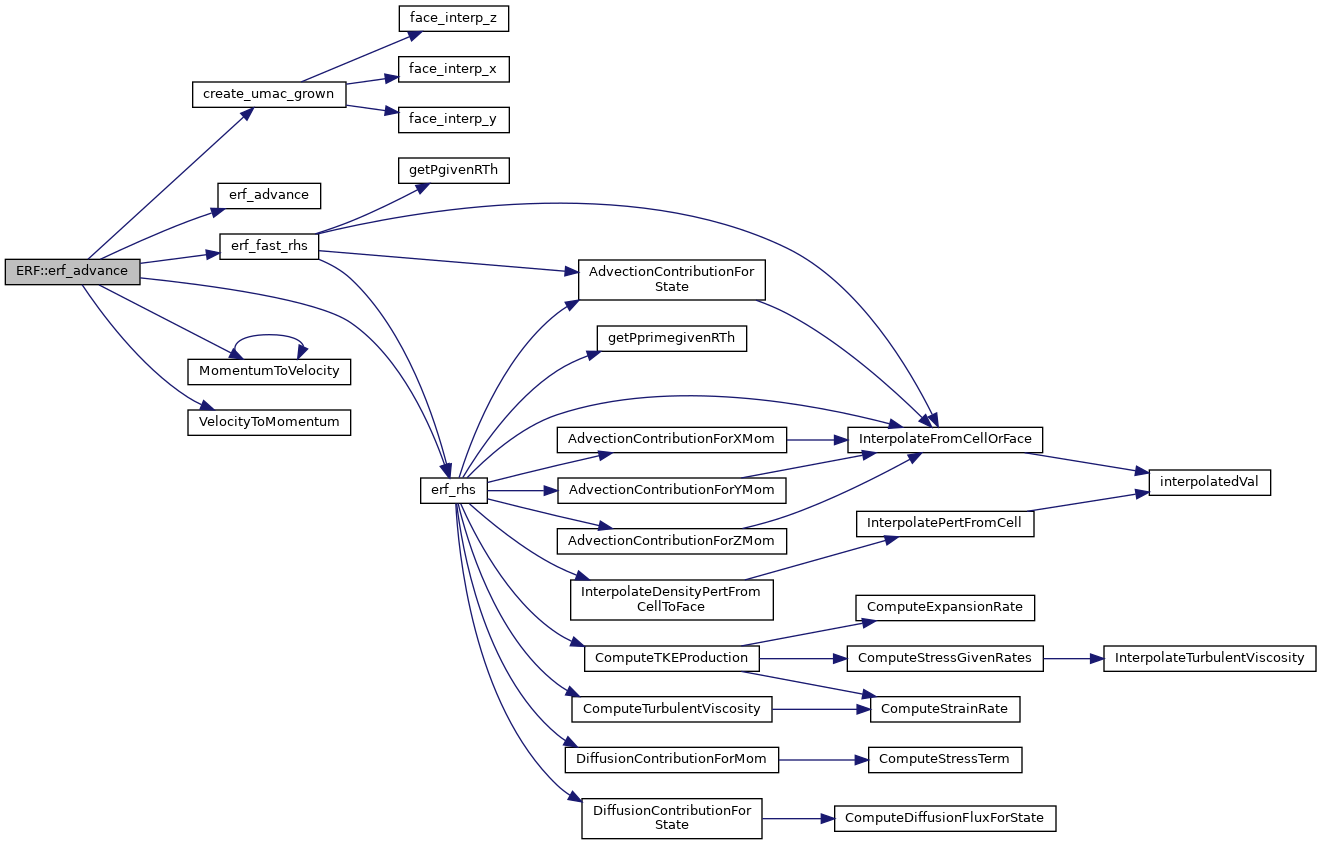 face_interp_z
face_interp_x
create_umac_grown
face_interp_y
getPgivenRTh
erf_advance
erf_fast_rhs
ERF::erf_advance
AdvectionContributionFor
State
getPprimegivenRTh
MomentumToVelocity
VelocityToMomentum
AdvectionContributionForXMom
InterpolateFromCellOrFace
erf_rhs
AdvectionContributionForYMom
interpolatedVal
InterpolatePertFromCell
AdvectionContributionForZMom
InterpolateDensityPertFrom
CellToFace
ComputeExpansionRate
ComputeTKEProduction
ComputeStressGivenRates
InterpolateTurbulentViscosity
ComputeTurbulentViscosity
ComputeStrainRate
DiffusionContributionForMom
ComputeStressTerm
DiffusionContributionFor
State
ComputeDiffusionFluxForState